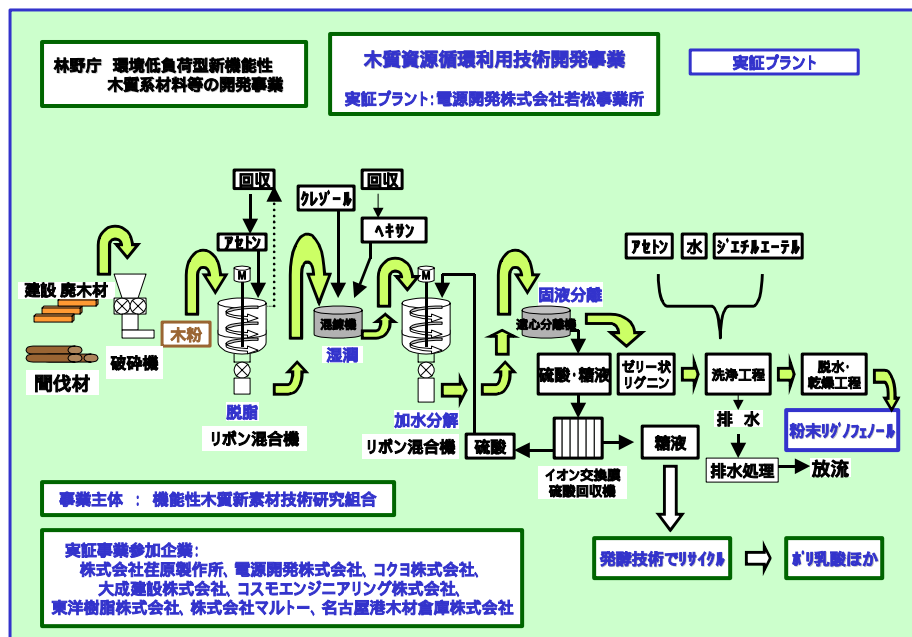 林野庁 環境低負荷型新機能性
木質系材料等の開発事業
木質資源循環利用技術開発事業
実証プラント:電源開発株式会社若松事業所
実証プラント
回収
クレゾール
回収
アセトン
ヘキサン
アセトン
水
ジエチルエーテル
建設 廃木材
M
M
固液分離
木粉
混錬機
遠心分離機
湿潤
破砕機
間伐材
硫酸・糖液
ゼリー状
リグニン
洗浄工程
脱水・
乾燥工程
脱脂
加水分解
排 水
粉末リグノフェノール
リボン混合機
リボン混合機
硫酸
糖液
イオン交換膜
硫酸回収機
排水処理
放流
事業主体 : 機能性木質新素材技術研究組合
実証事業参加企業:
株式会社荏原製作所、電源開発株式会社、コクヨ株式会社、
大成建設株式会社、コスモエンジニアリング株式会社、
東洋樹脂株式会社、株式会社マルトー、名古屋港木材倉庫株式会社
発酵技術でリサイクル
ポリ乳酸ほか